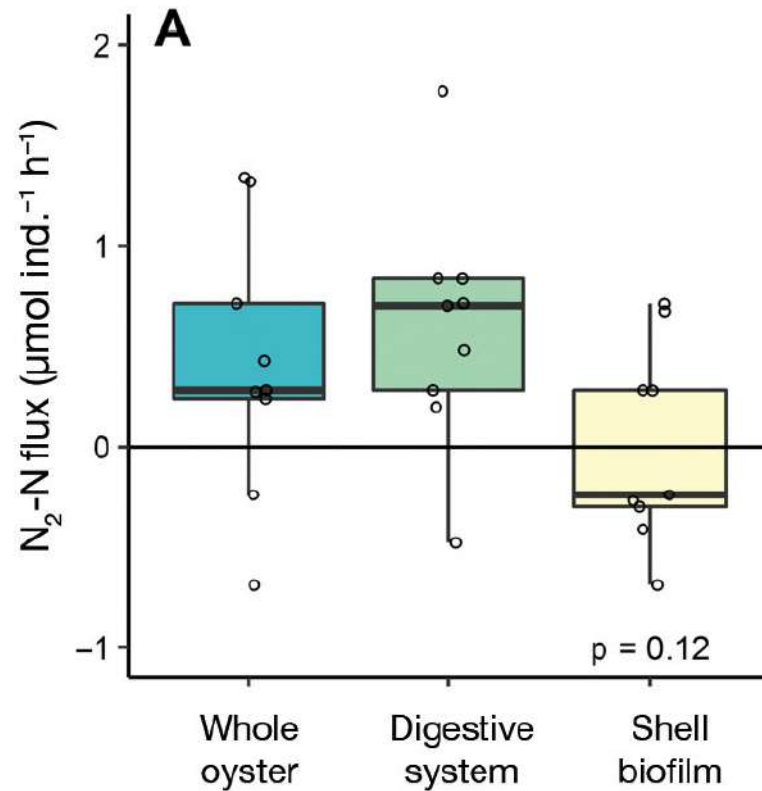 A
N₂–N flux (µmol ind.⁻¹ h⁻¹)
2
1
0
–1
p = 0.12
Whole
oyster
Digestive
system
Shell
biofilm